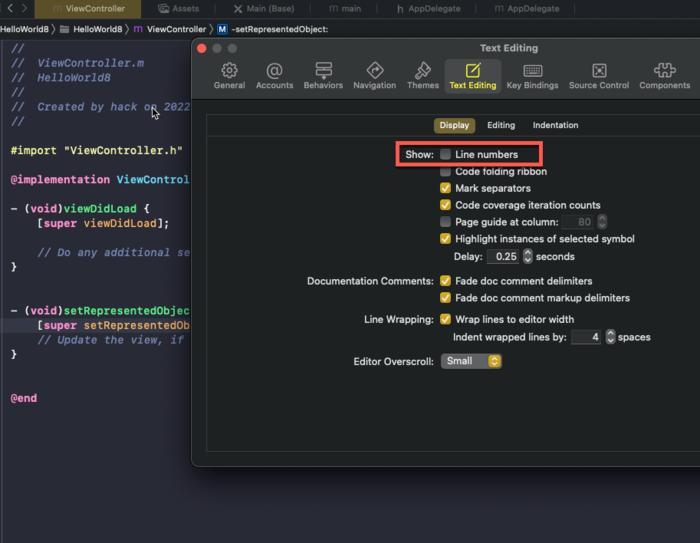 ViewController
Assets
Main (Base)
main
AppDelegate
AppDelegate
HelloWorld8 〉 HelloWorld8 〉 ViewController 〉 M -setRepresentedObject:
//
//  ViewController.m
//  HelloWorld8
//
//  Created by hack on 2022
//
#import "ViewController.h"
@implementation ViewControl
- (void)viewDidLoad {
[super viewDidLoad];
// Do any additional se
}
- (void)setRepresentedObjec
[super setRepresentedOb
// Update the view, if
}
@end
Text Editing
General
Accounts
Behaviors
Navigation
Themes
Text Editing
Key Bindings
Source Control
Components
Display
Editing
Indentation
Show: Line numbers
Code folding ribbon
Mark separators
Code coverage iteration counts
Page guide at column: 80
Highlight instances of selected symbol
Delay: 0.25 seconds
Documentation Comments: Fade doc comment delimiters
Fade doc comment markup delimiters
Line Wrapping: Wrap lines to editor width
Indent wrapped lines by: 4 spaces
Editor Overscroll: Small